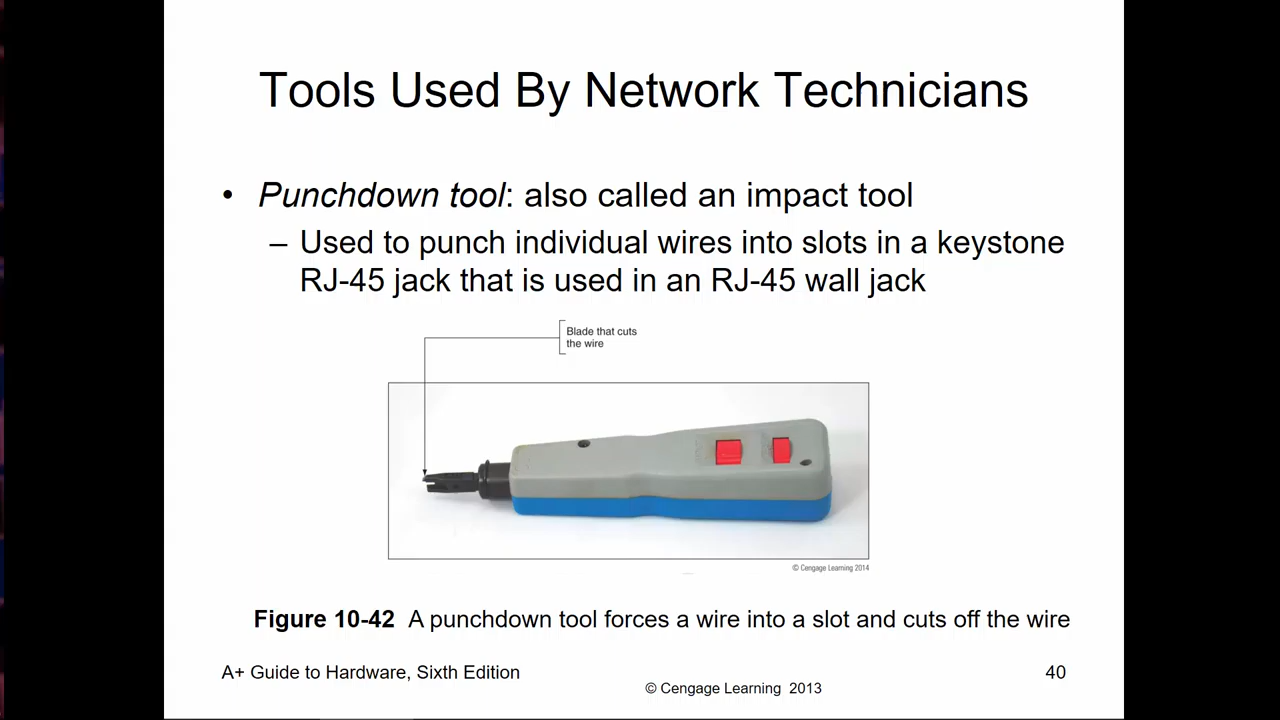 Tools Used By Network Technicians
• Punchdown tool: also called an impact tool
– Used to punch individual wires into slots in a keystone
RJ-45 jack that is used in an RJ-45 wall jack
Blade that cuts
the wire
© Cengage Learning 2014
Figure 10-42 A punchdown tool forces a wire into a slot and cuts off the wire
A+ Guide to Hardware, Sixth Edition
© Cengage Learning 2013
40